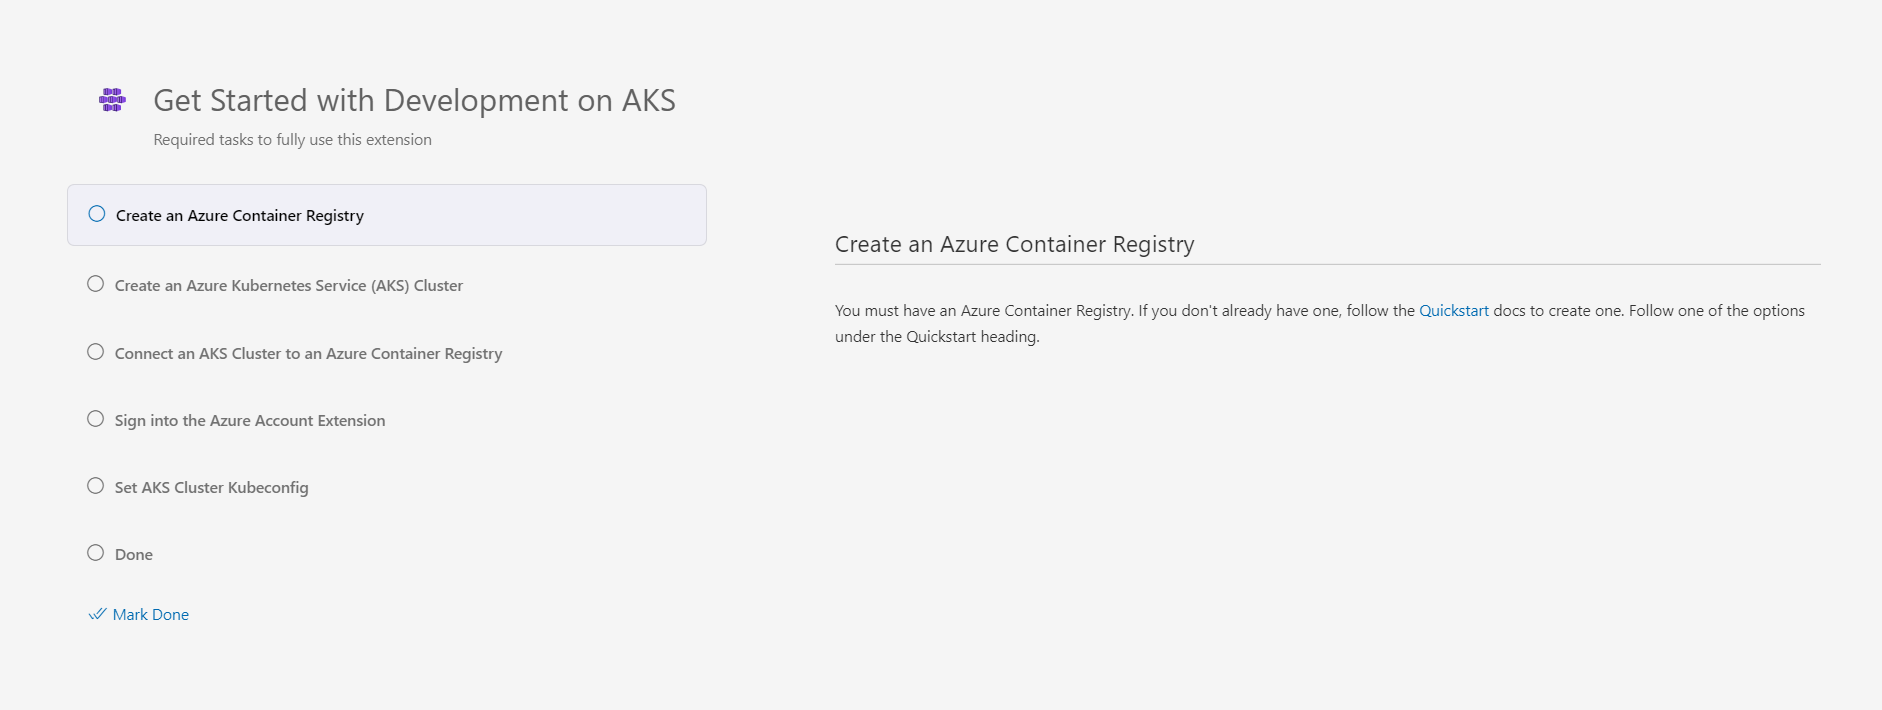 Get Started with Development on AKS
Required tasks to fully use this extension
Create an Azure Container Registry
Create an Azure Kubernetes Service (AKS) Cluster
Connect an AKS Cluster to an Azure Container Registry
Sign into the Azure Account Extension
Set AKS Cluster Kubeconfig
Done
Mark Done
Create an Azure Container Registry
You must have an Azure Container Registry. If you don't already have one, follow the Quickstart docs to create one. Follow one of the options
under the Quickstart heading.